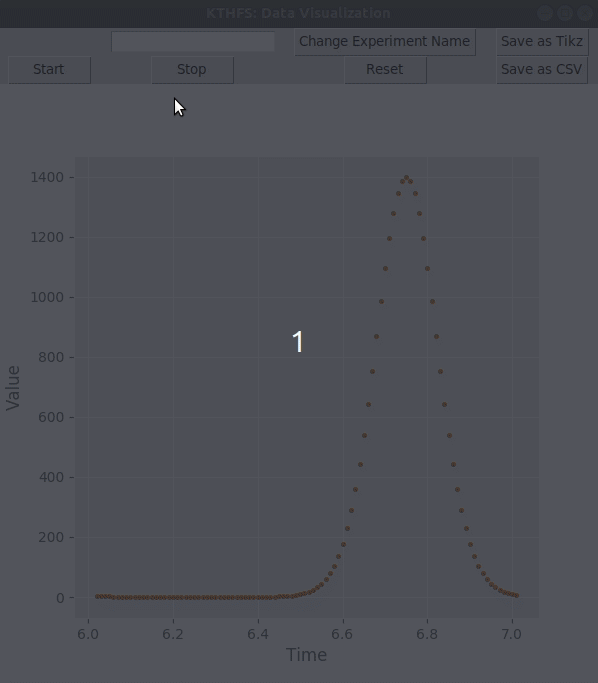 KTHFS: Data Visualization
Change Experiment Name Save as Tikz
Start Stop Reset Save as CSV
1400
1200
1000
800
600
400
200
0
Value
1
6.0 6.2 6.4 6.6 6.8 7.0
Time